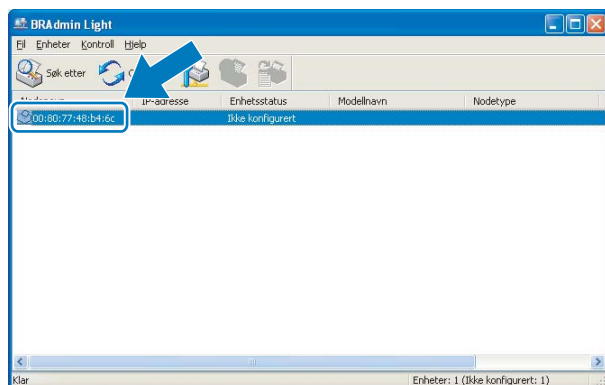 BRAdmin Light
Fil Enheter Kontroll Hjelp
Søk etter
IP-adresse Enhetsstatus Modellnavn Nodetype
00:80:77:48:b4:6c Ikke konfigurert
Klar Enheter: 1 (Ikke konfigurert: 1)